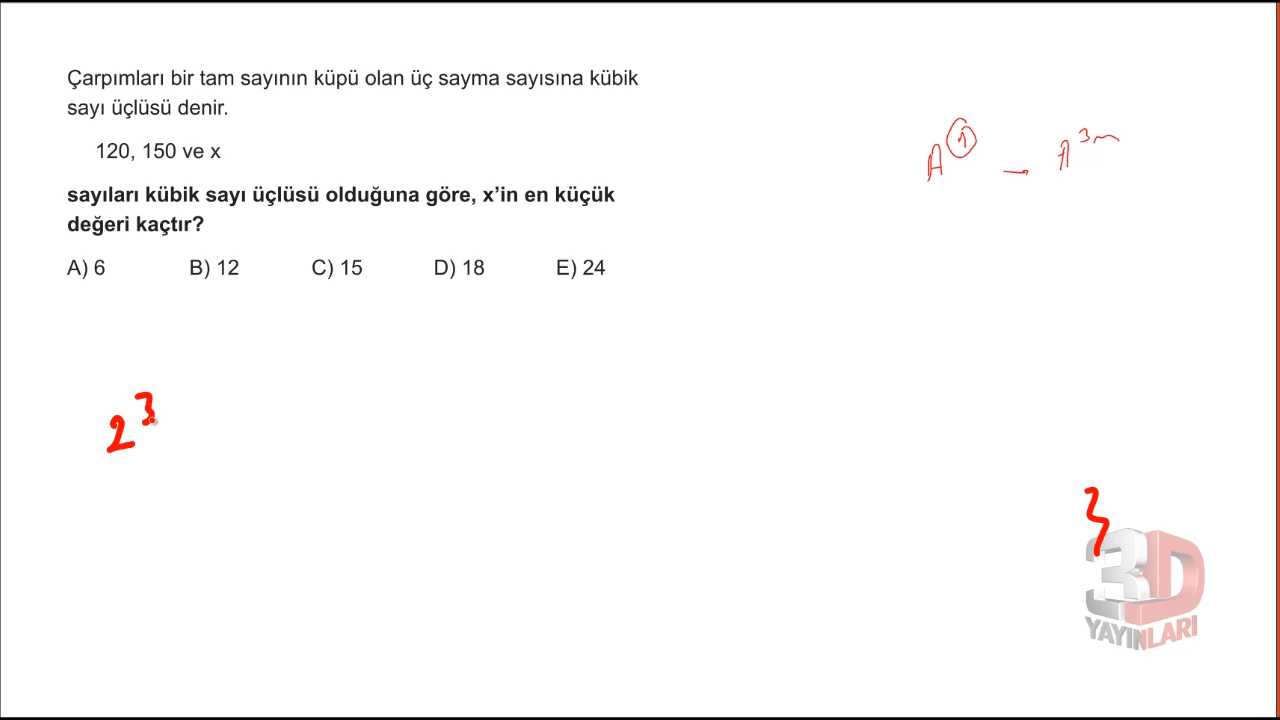 Çarpımları bir tam sayının küpü olan üç sayma sayısına kübik
sayı üçlüsü denir.
120, 150 ve x
sayıları kübik sayı üçlüsü olduğuna göre, x’in en küçük
değeri kaçtır?
A) 6 B) 12 C) 15 D) 18 E) 24
2³
3D
YAYINLARI